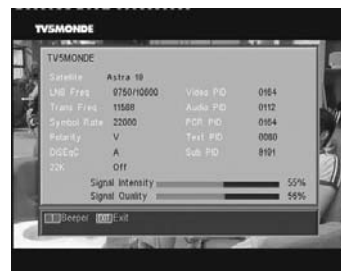 TV5MONDE
TV5MONDE
Satellite Astra 19
LNB Freq 9750/10600 Video PID 0164
Trans Freq 11568 Audio PID 0112
Symbol Rate 22000 PCR PID 0164
Polarity V Text PID 0080
DiSEqC A Sub PID 8191
22K Off
Signal Intensity 55%
Signal Quality 56%
Beeper Exit